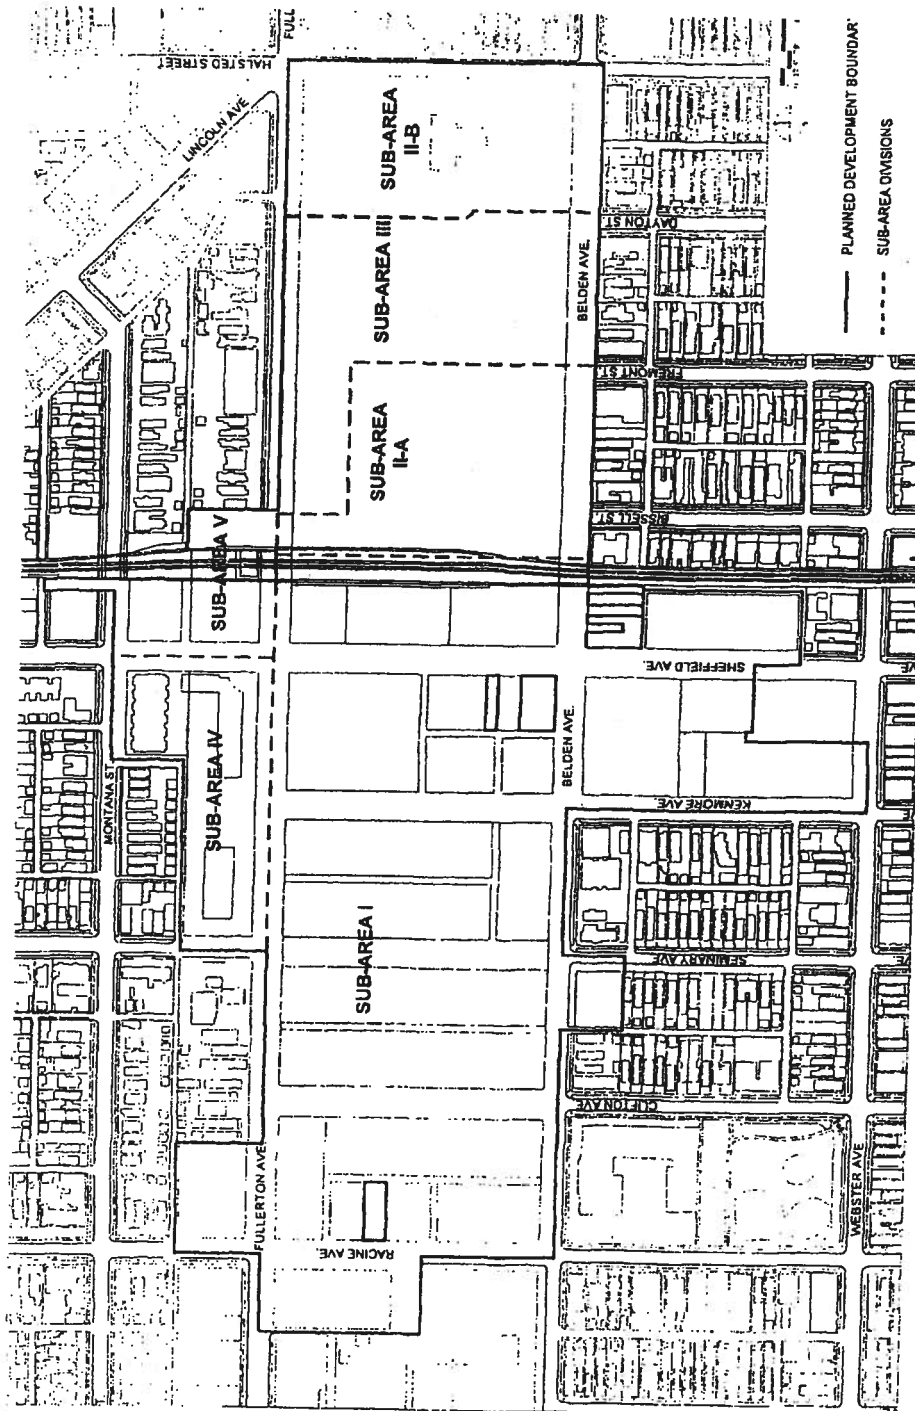 HALSTED STREET
FULL
LINCOLN AVE
SUB-AREA
II-B
SUB-AREA III
DAYTON ST.
BELDEN AVE.
FREMONT ST.
SUB-AREA
II-A
BISSELL ST.
SUB-AREA V
SHEFFIELD AVE.
SUB-AREA IV
MONTANA ST.
BELDEN AVE.
KENMORE AVE.
SUB-AREA I
SEMINARY AVE
CLIFTON AVE
FULLERTON AVE
RACINE AVE.
WEBSTER AVE
PLANNED DEVELOPMENT BOUNDAR
SUB-AREA DIVISIONS